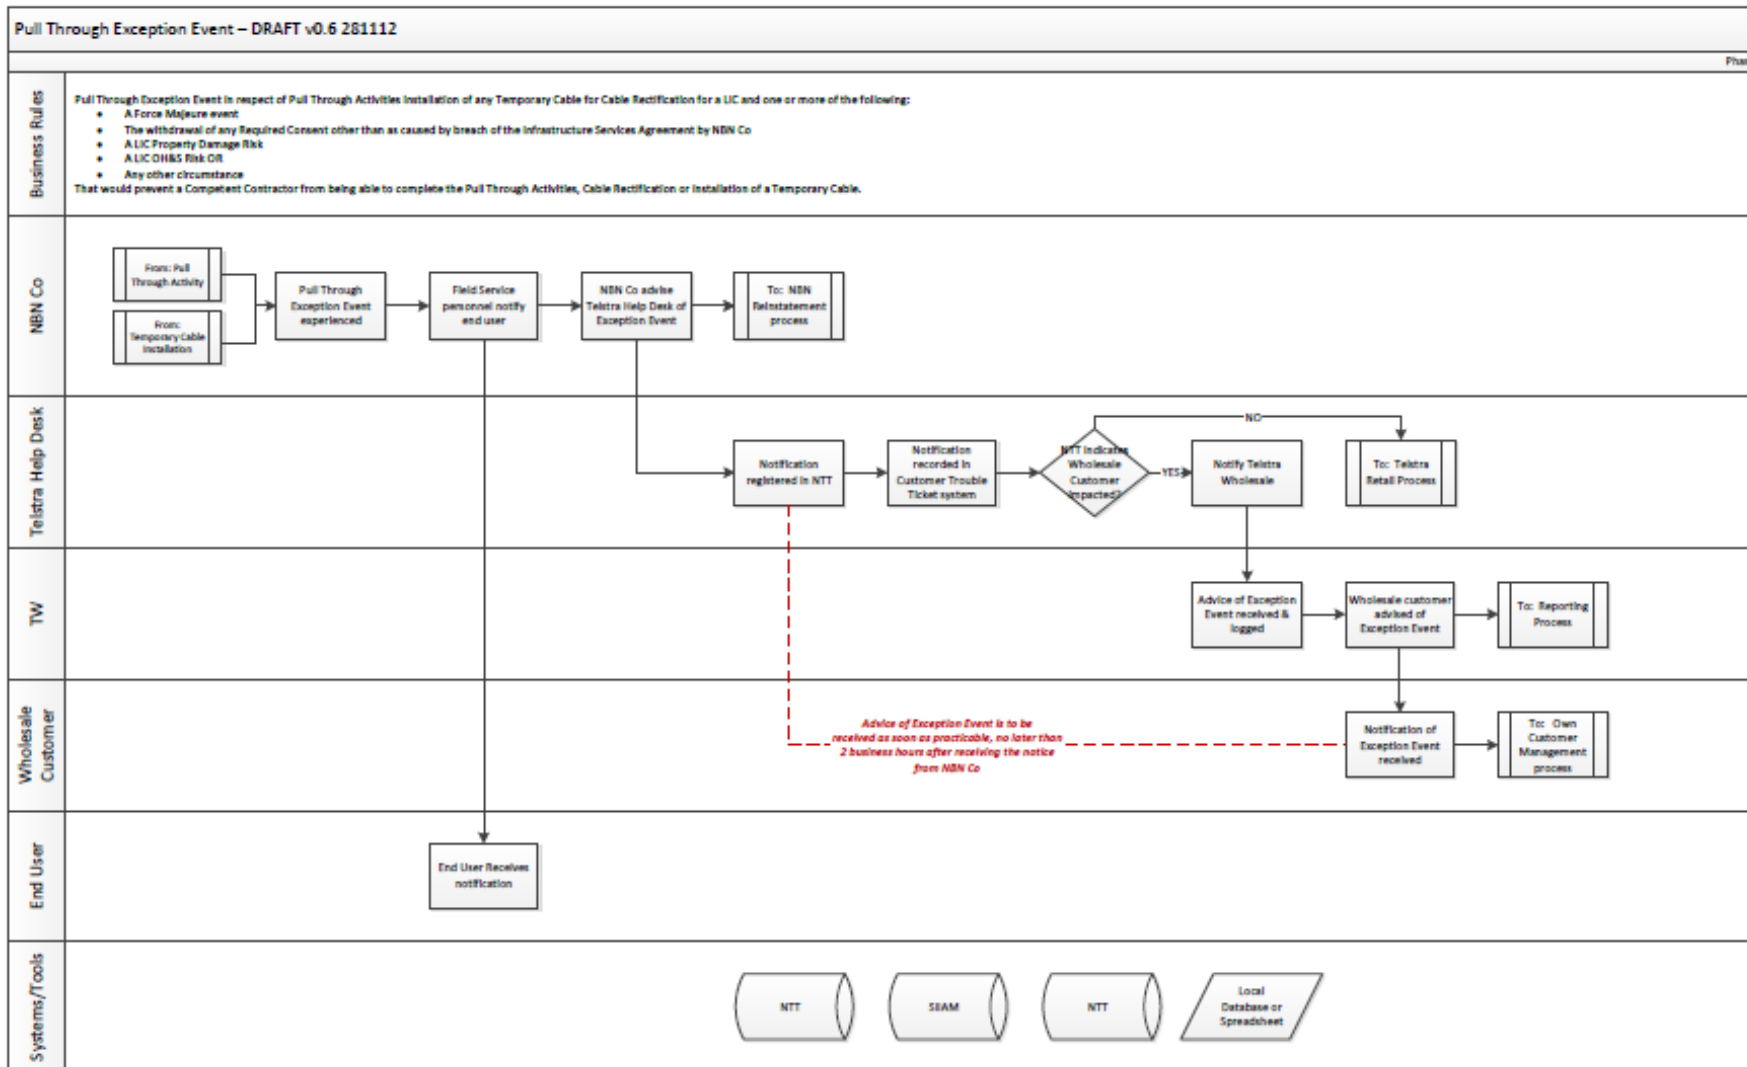 Pull Through Exception Event – DRAFT v0.6 281112
Phas
Business Rules
Pull Through Exception Event in respect of Pull Through Activities Installation of any Temporary Cable for Cable Rectification for a LIC and one or more of the following:
• A Force Majeure event
• The withdrawal of any Required Consent other than as caused by breach of the Infrastructure Services Agreement by NBN Co
• A LIC Property Damage Risk
• A LIC OH&S Risk OR
• Any other circumstance
That would prevent a Competent Contractor from being able to complete the Pull Through Activities, Cable Rectification or Installation of a Temporary Cable.
NBN Co
From: Pull
Through Activity
From:
Temporary Cable
Installation
Pull Through
Exception Event
experienced
Field Service
personnel notify
end user
NBN Co advise
Telstra Help Desk of
Exception Event
To: NBN
Reinstatement
process
Telstra Help Desk
Notification
registered in NTT
Notification
recorded in
Customer Trouble
Ticket system
NTT Indicates
Wholesale
Customer
Impacted?
NO
YES
Notify Telstra
Wholesale
To: Telstra
Retail Process
TW
Advice of Exception
Event received &
logged
Wholesale customer
advised of
Exception Event
To: Reporting
Process
Wholesale
Customer
Advice of Exception Event is to be
received as soon as practicable, no later than
2 business hours after receiving the notice
from NBN Co
Notification of
Exception Event
received
To: Own
Customer
Management
process
End User
End User Receives
notification
Systems/Tools
NTT
SIIAM
NTT
Local
Database or
Spreadsheet